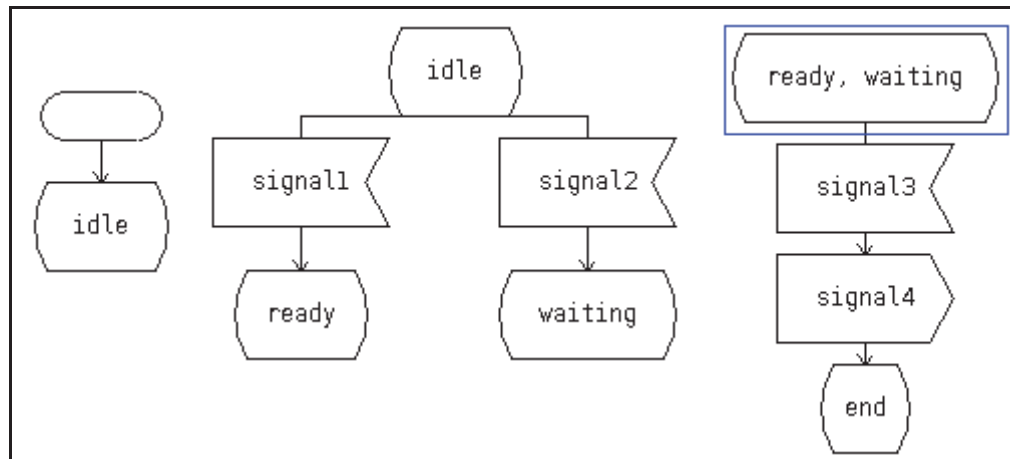 idle
idle
signal1
signal2
ready
waiting
ready, waiting
signal3
signal4
end